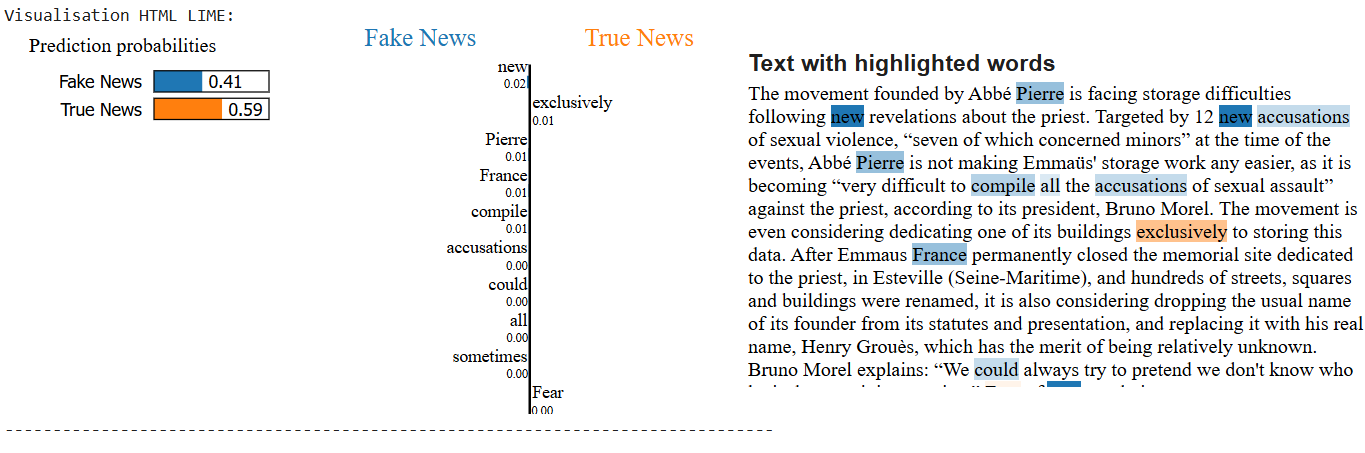 Visualisation HTML LIME:
Prediction probabilities
Fake News 0.41
True News 0.59
Fake News True News
new
0.02
exclusively
0.01
Pierre
0.01
France
0.01
compile
0.01
accusations
0.00
could
0.00
all
0.00
sometimes
0.00
Fear
0.00
Text with highlighted words
The movement founded by Abbé Pierre is facing storage difficulties
following new revelations about the priest. Targeted by 12 new accusations
of sexual violence, “seven of which concerned minors” at the time of the
events, Abbé Pierre is not making Emmaüs' storage work any easier, as it is
becoming “very difficult to compile all the accusations of sexual assault”
against the priest, according to its president, Bruno Morel. The movement is
even considering dedicating one of its buildings exclusively to storing this
data. After Emmaus France permanently closed the memorial site dedicated
to the priest, in Esteville (Seine-Maritime), and hundreds of streets, squares
and buildings were renamed, it is also considering dropping the usual name
of its founder from its statutes and presentation, and replacing it with his real
name, Henry Grouès, which has the merit of being relatively unknown.
Bruno Morel explains: “We could always try to pretend we don't know who
--------------------------------------------------------------------------------